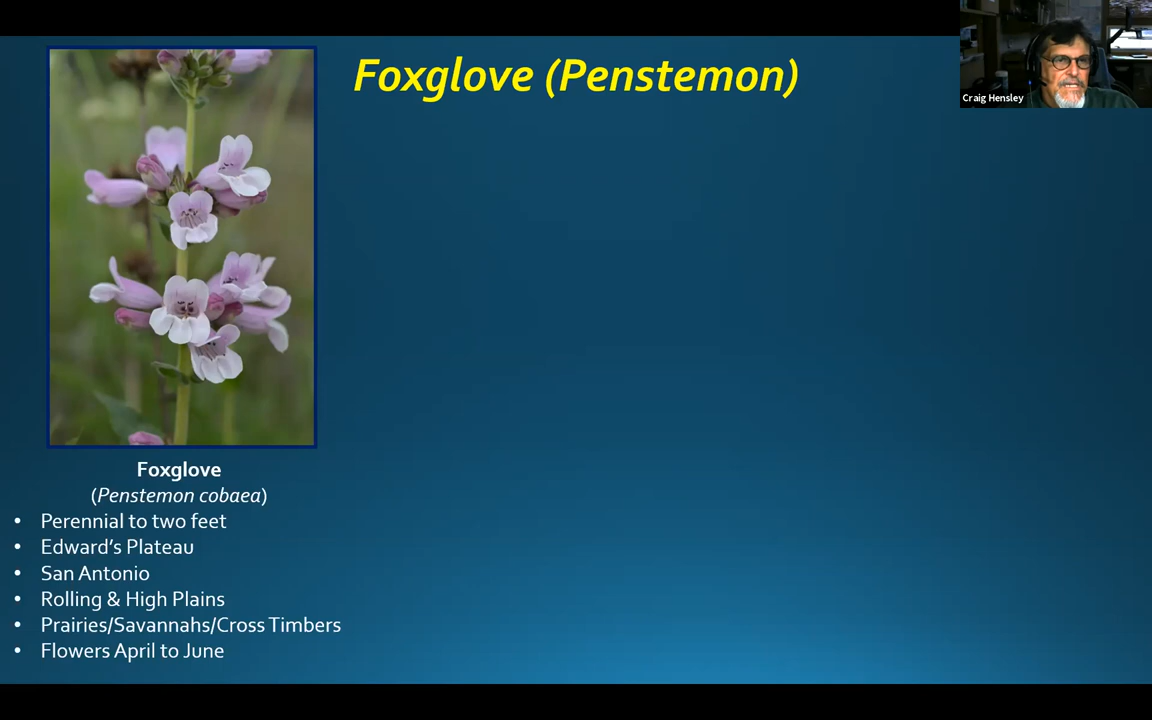 Foxglove (Penstemon)
Craig Hensley
Foxglove
(Penstemon cobaea)
• Perennial to two feet
• Edward's Plateau
• San Antonio
• Rolling & High Plains
• Prairies/Savannahs/Cross Timbers
• Flowers April to June